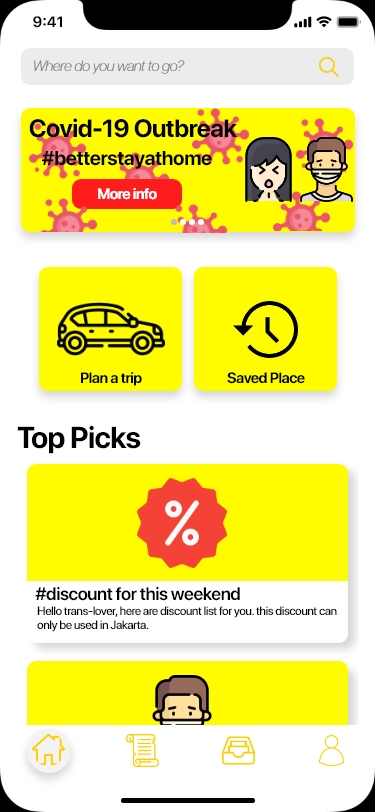 9:41
Where do you want to go?
Covid-19 Outbreak
#betterstayathome
More info
Plan a trip
Saved Place
Top Picks
%
#discount for this weekend
Hello trans-lover, here are discount list for you. this discount can
only be used in Jakarta.